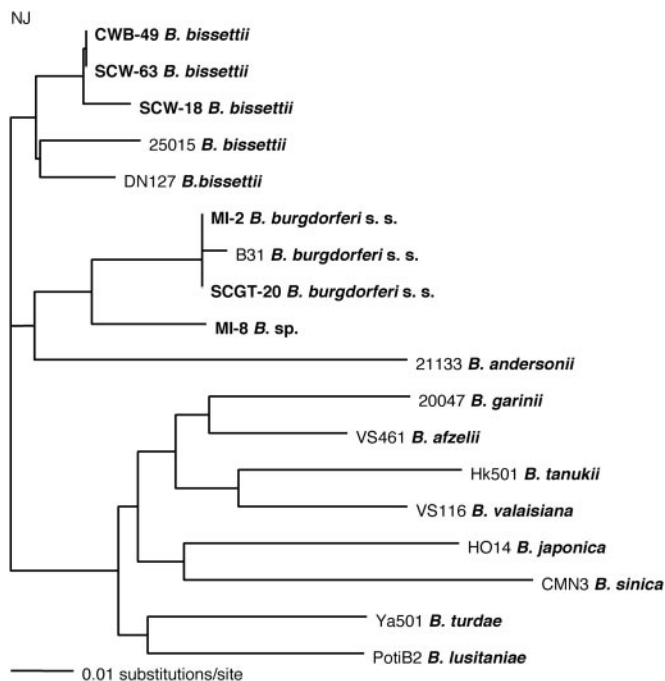 NJ
CWB-49 B. bissettii
SCW-63 B. bissettii
SCW-18 B. bissettii
25015 B. bissettii
DN127 B.bissettii
MI-2 B. burgdorferi s. s.
B31 B. burgdorferi s. s.
SCGT-20 B. burgdorferi s. s.
MI-8 B. sp.
21133 B. andersonii
20047 B. garinii
VS461 B. afzelii
Hk501 B. tanukii
VS116 B. valaisiana
HO14 B. japonica
CMN3 B. sinica
Ya501 B. turdae
PotiB2 B. lusitaniae
0.01 substitutions/site